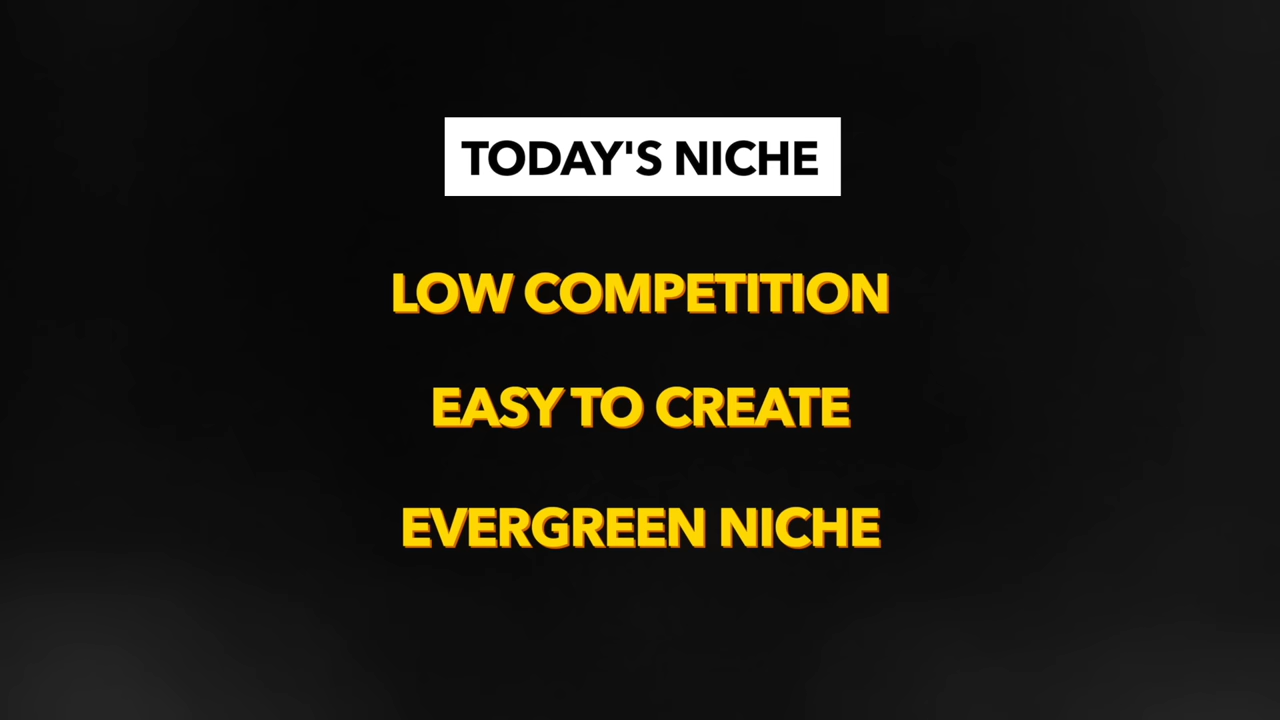 TODAY'S NICHE
LOW COMPETITION
EASY TO CREATE
EVERGREEN NICHE